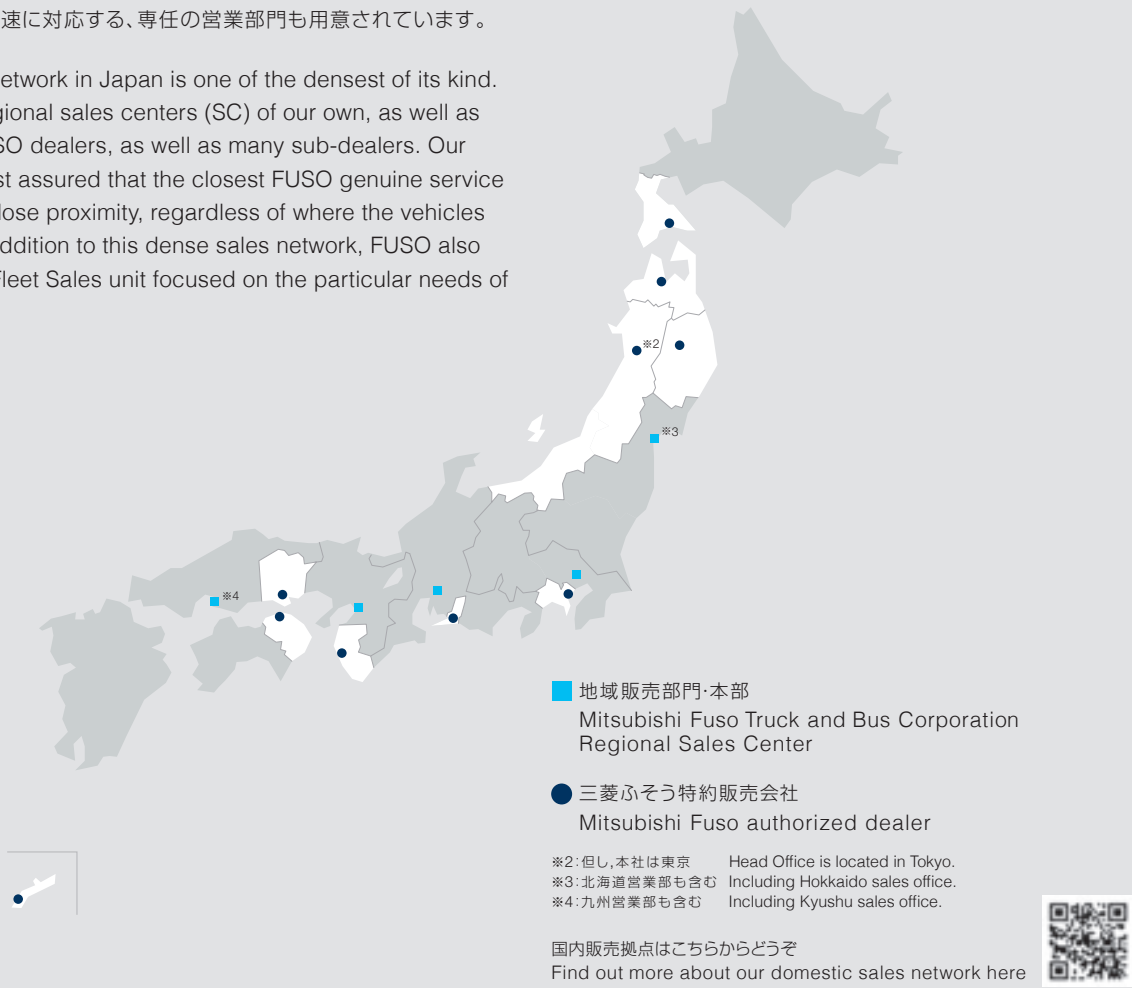 速に対応する、専任の営業部門も用意されています。
etwork in Japan is one of the densest of its kind.
gional sales centers (SC) of our own, as well as
SO dealers, as well as many sub-dealers. Our
st assured that the closest FUSO genuine service
lose proximity, regardless of where the vehicles
ddition to this dense sales network, FUSO also
Fleet Sales unit focused on the particular needs of
※2
※3
※4
地域販売部門·本部
Mitsubishi Fuso Truck and Bus Corporation
Regional Sales Center
三菱ふそう特約販売会社
Mitsubishi Fuso authorized dealer
※2：但し,本社は東京 Head Office is located in Tokyo.
※3：北海道営業部も含む Including Hokkaido sales office.
※4：九州営業部も含む Including Kyushu sales office.
国内販売拠点はこちらからどうぞ
Find out more about our domestic sales network here